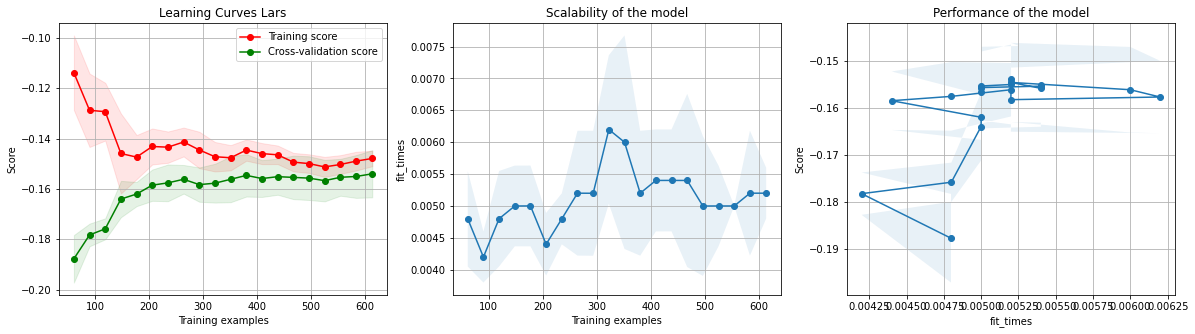 Learning Curves Lars
−0.10
−0.12
−0.14
−0.16
−0.18
−0.20
Score
Training score
Cross-validation score
100 200 300 400 500 600
Training examples
Scalability of the model
0.0075
0.0070
0.0065
0.0060
0.0055
0.0050
0.0045
0.0040
fit_times
100 200 300 400 500 600
Training examples
Performance of the model
−0.15
−0.16
−0.17
−0.18
−0.19
Score
0.00425 0.00450 0.00475 0.00500 0.00525 0.00550 0.00575 0.00600 0.00625
fit_times